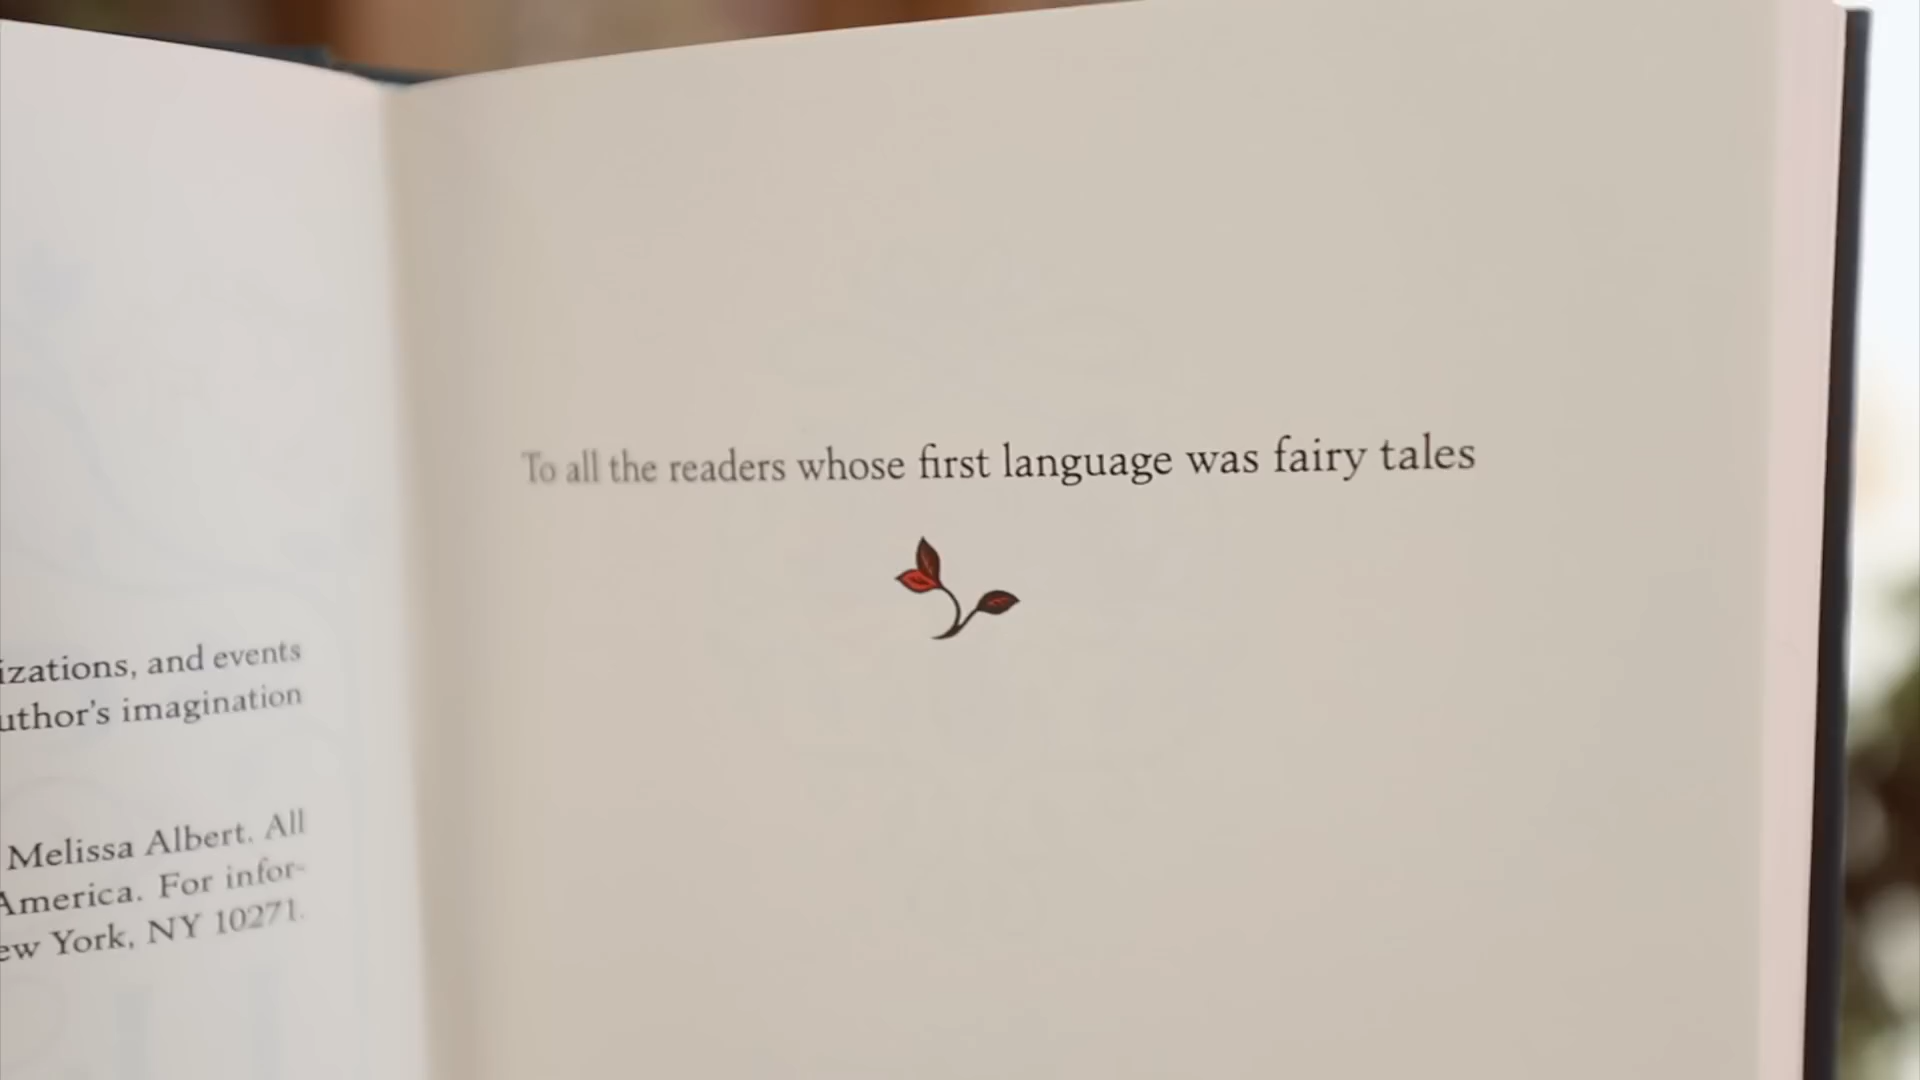 izations, and events
uthor's imagination
Melissa Albert. All
America. For infor-
ew York, NY 10271.
To all the readers whose first language was fairy tales